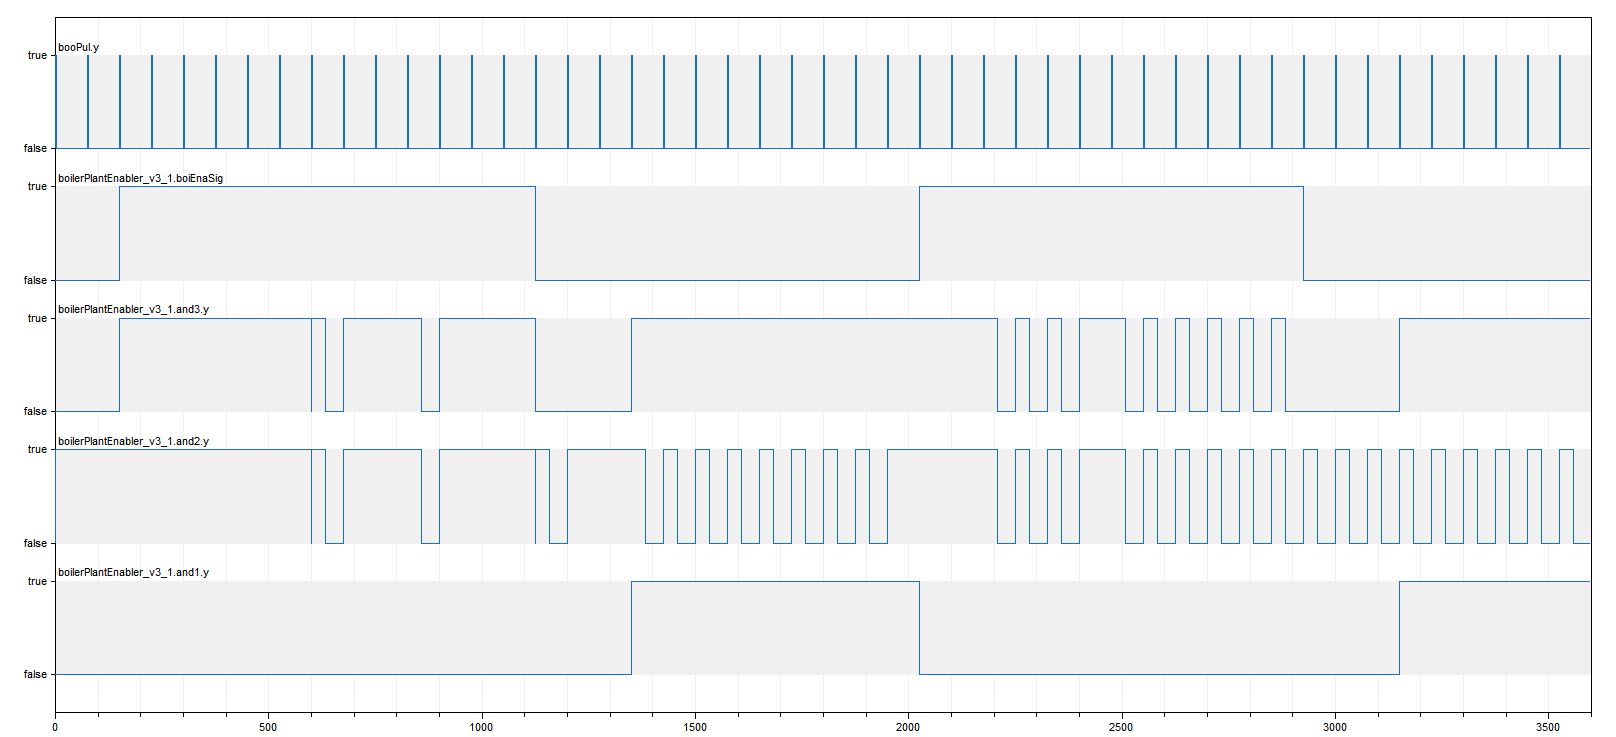 booPul.y
true
false
boilerPlantEnabler_v3_1.boiEnaSig
true
false
boilerPlantEnabler_v3_1.and3.y
true
false
boilerPlantEnabler_v3_1.and2.y
true
false
boilerPlantEnabler_v3_1.and1.y
true
false
0 500 1000 1500 2000 2500 3000 3500